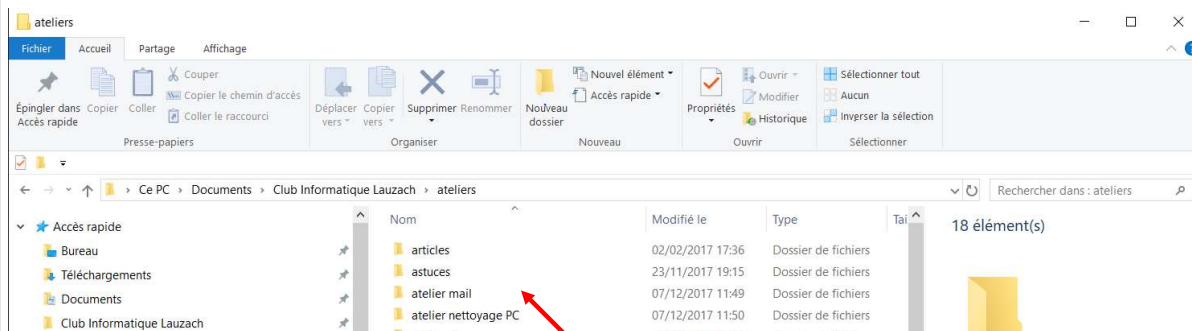 ateliers
Fichier Accueil Partage Affichage
Épingler dans Accès rapide
Copier
Coller
Couper
Copier le chemin d'accès
Coller le raccourci
Presse-papiers
Déplacer vers
Copier vers
Supprimer
Renommer
Organiser
Nouveau dossier
Nouvel élément
Accès rapide
Nouveau
Propriétés
Ouvrir
Modifier
Historique
Ouvrir
Sélectionner tout
Aucun
Inverser la sélection
Sélectionner
Ce PC > Documents > Club Informatique Lauzach > ateliers
Rechercher dans : ateliers
Accès rapide
Bureau
Téléchargements
Documents
Club Informatique Lauzach
Nom Modifié le Type Tai
articles 02/02/2017 17:36 Dossier de fichiers
astuces 23/11/2017 19:15 Dossier de fichiers
atelier mail 07/12/2017 11:49 Dossier de fichiers
atelier nettoyage PC 07/12/2017 11:50 Dossier de fichiers
18 élément(s)